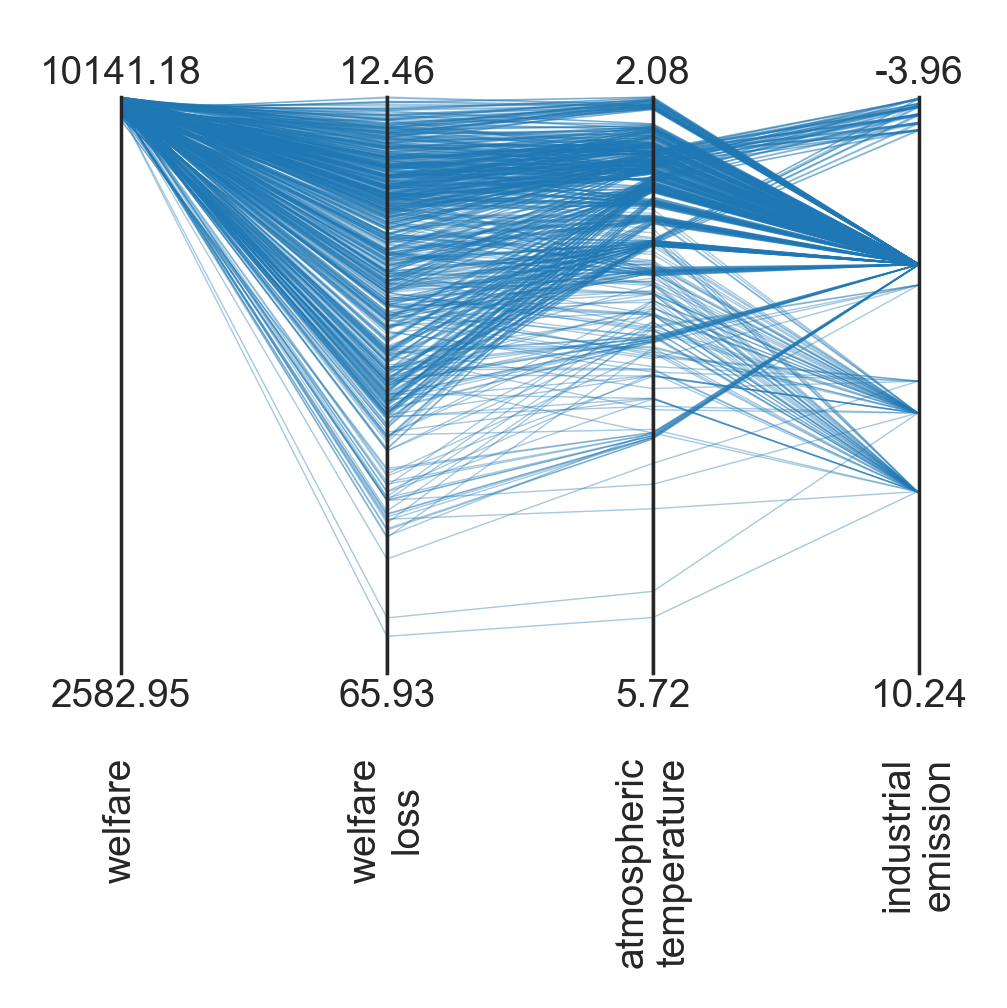 10141.18 12.46 2.08 -3.96
2582.95 65.93 5.72 10.24
welfare
welfare
loss
atmospheric
temperature
industrial
emission